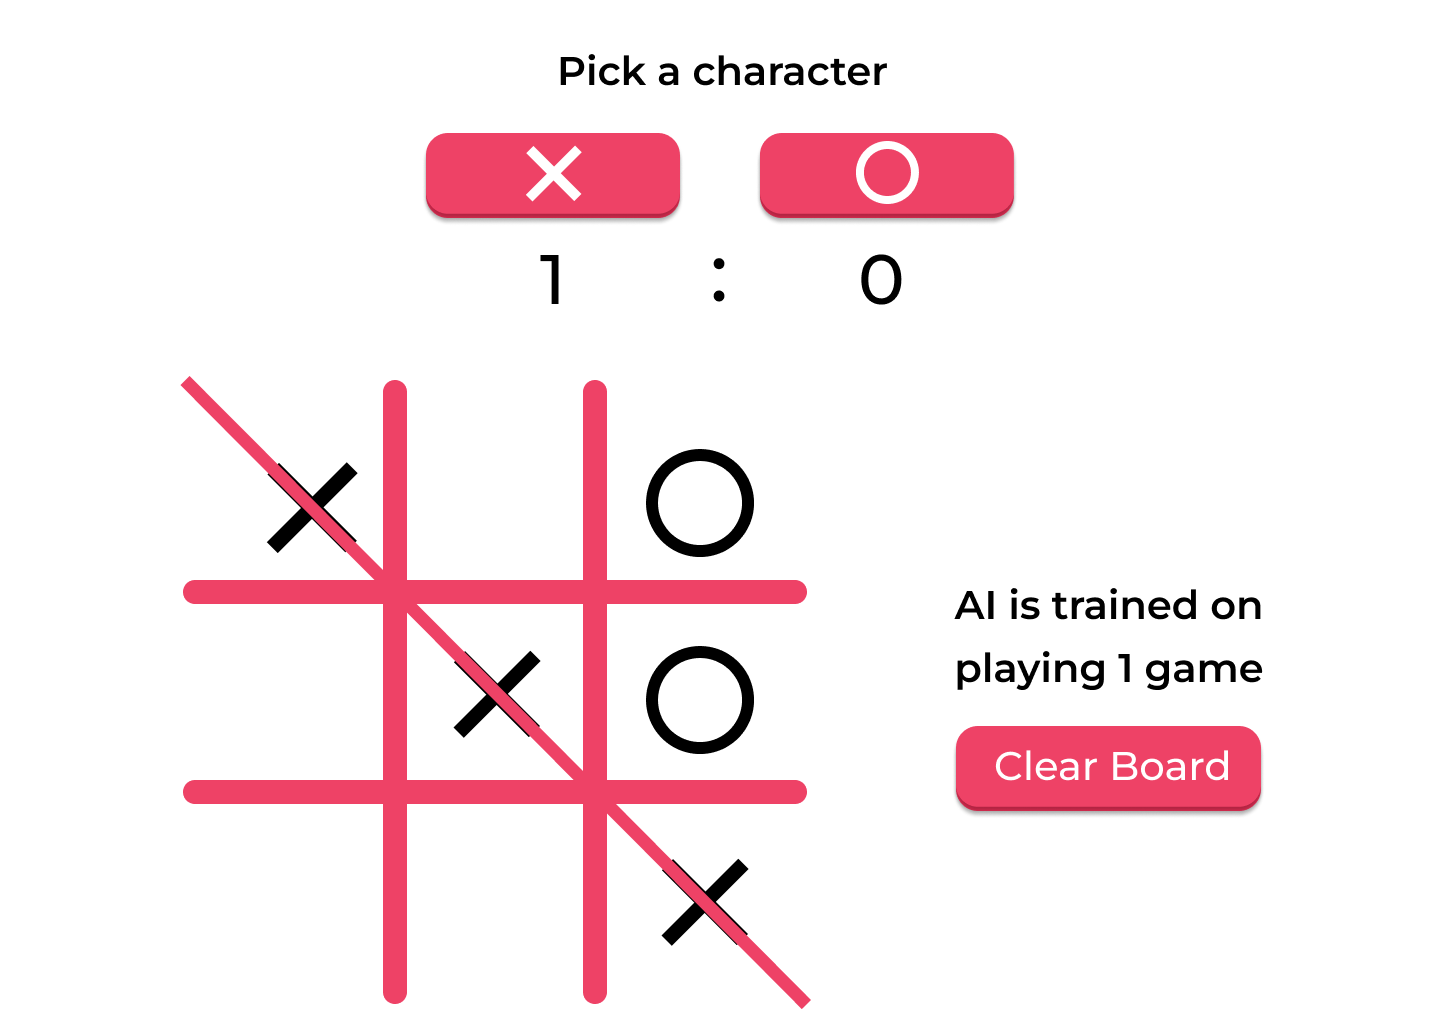 Pick a character
1 : 0
AI is trained on
playing 1 game
Clear Board